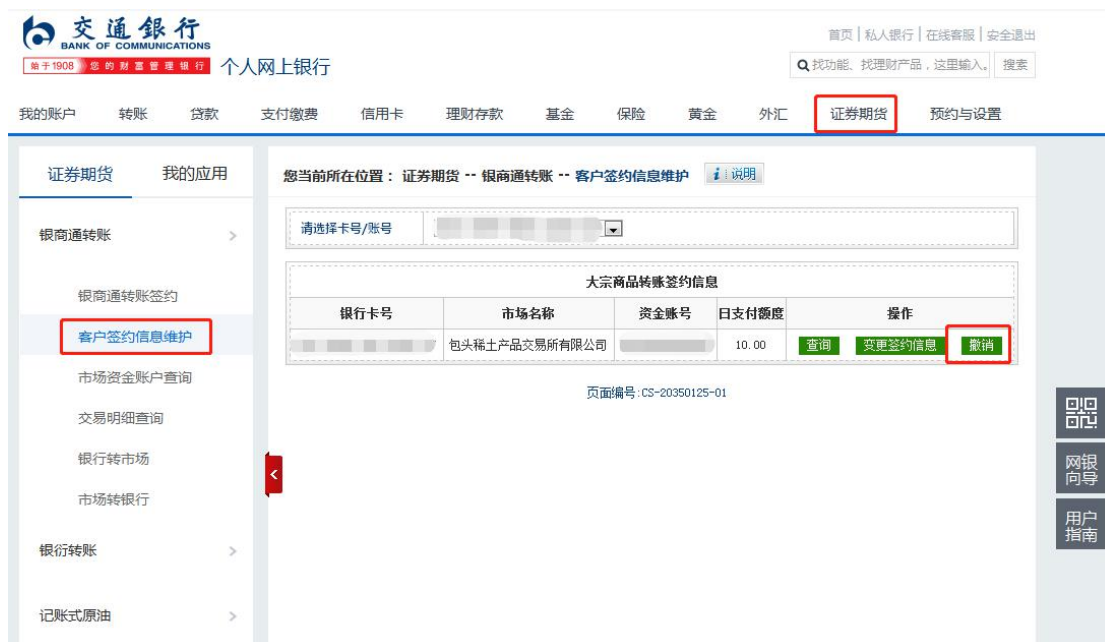 交通銀行
BANK OF COMMUNICATIONS
始于1908 您的财富管理银行
个人网上银行
首页 | 私人银行 | 在线客服 | 安全退出
找功能、找理财产品，这里输入。 搜索
我的账户 转账 贷款 支付缴费 信用卡 理财存款 基金 保险 黄金 外汇 证券期货 预约与设置
证券期货 我的应用
银商通转账 >
银商通转账签约
客户签约信息维护
市场资金账户查询
交易明细查询
银行转市场
市场转银行
银衍转账 >
记账式原油 >
您当前所在位置： 证券期货 -- 银商通转账 -- 客户签约信息维护 i 说明
请选择卡号/账号
大宗商品转账签约信息
银行卡号 市场名称 资金账号 日支付额度 操作
包头稀土产品交易所有限公司 10.00 查询 变更签约信息 撤销
页面编号:CS-20350125-01
<
网银
向导
用户
指南